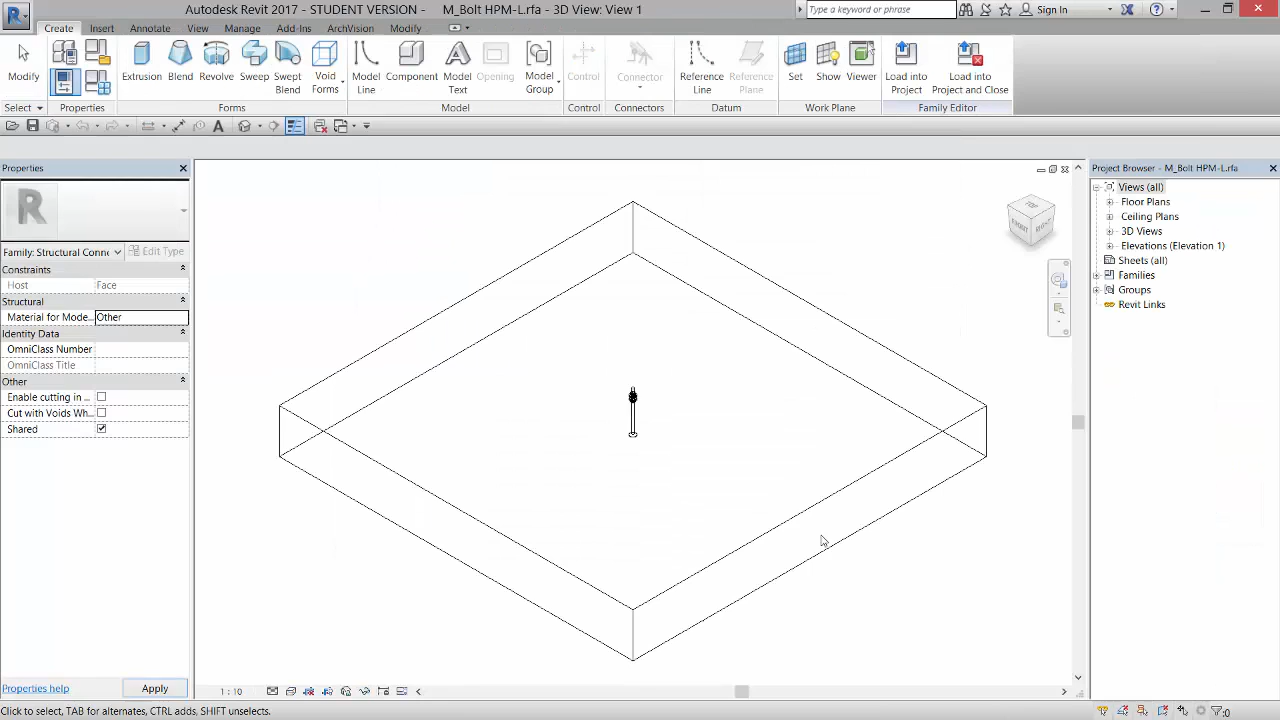 Autodesk Revit 2017 - STUDENT VERSION - M_Bolt HPM-L.rfa - 3D View: View 1
Type a keyword or phrase
Sign In
Create Insert Annotate View Manage Add-Ins ArchVision Modify
Modify
Extrusion Blend Revolve Sweep Swept Blend Void Forms
Model Line Component Model Text Opening Model Group
Control
Connector
Reference Line Reference Plane
Set Show Viewer
Load into Project Load into Project and Close
Select Properties Forms Model Control Connectors Datum Work Plane Family Editor
Properties
R
Family: Structural Conne
Edit Type
Constraints
Host Face
Structural
Material for Mode... Other
Identity Data
OmniClass Number
OmniClass Title
Other
Enable cutting in ...
Cut with Voids Wh...
Shared
Properties help
Apply
TOP
FRONT
RIGHT
Project Browser - M_Bolt HPM-L.rfa
Views (all)
Floor Plans
Ceiling Plans
3D Views
Elevations (Elevation 1)
Sheets (all)
Families
Groups
Revit Links
1 : 10
Click to select, TAB for alternates, CTRL adds, SHIFT unselects.
:0